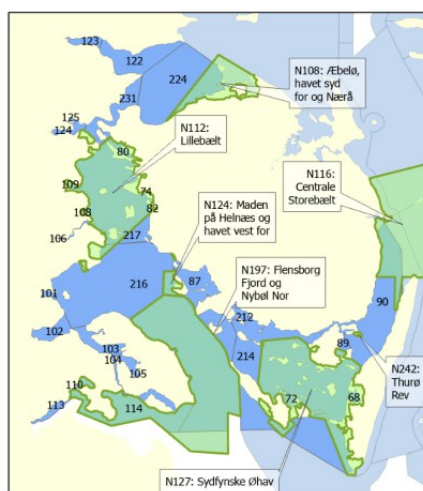 123
122
224
N108: Æbelø,
havet syd
for og Nærå
231
125
124
N112:
Lillebælt
80
N116:
Centrale
Storebælt
109
74
108
82
N124: Maden
på Helnæs og
havet vest for
106
217
N197: Flensborg
Fjord og
Nybøl Nor
216
87
101
90
212
102
103
104
214
89
105
N242:
Thurø
Rev
110
113
114
72
68
N127: Sydfynske Øhav